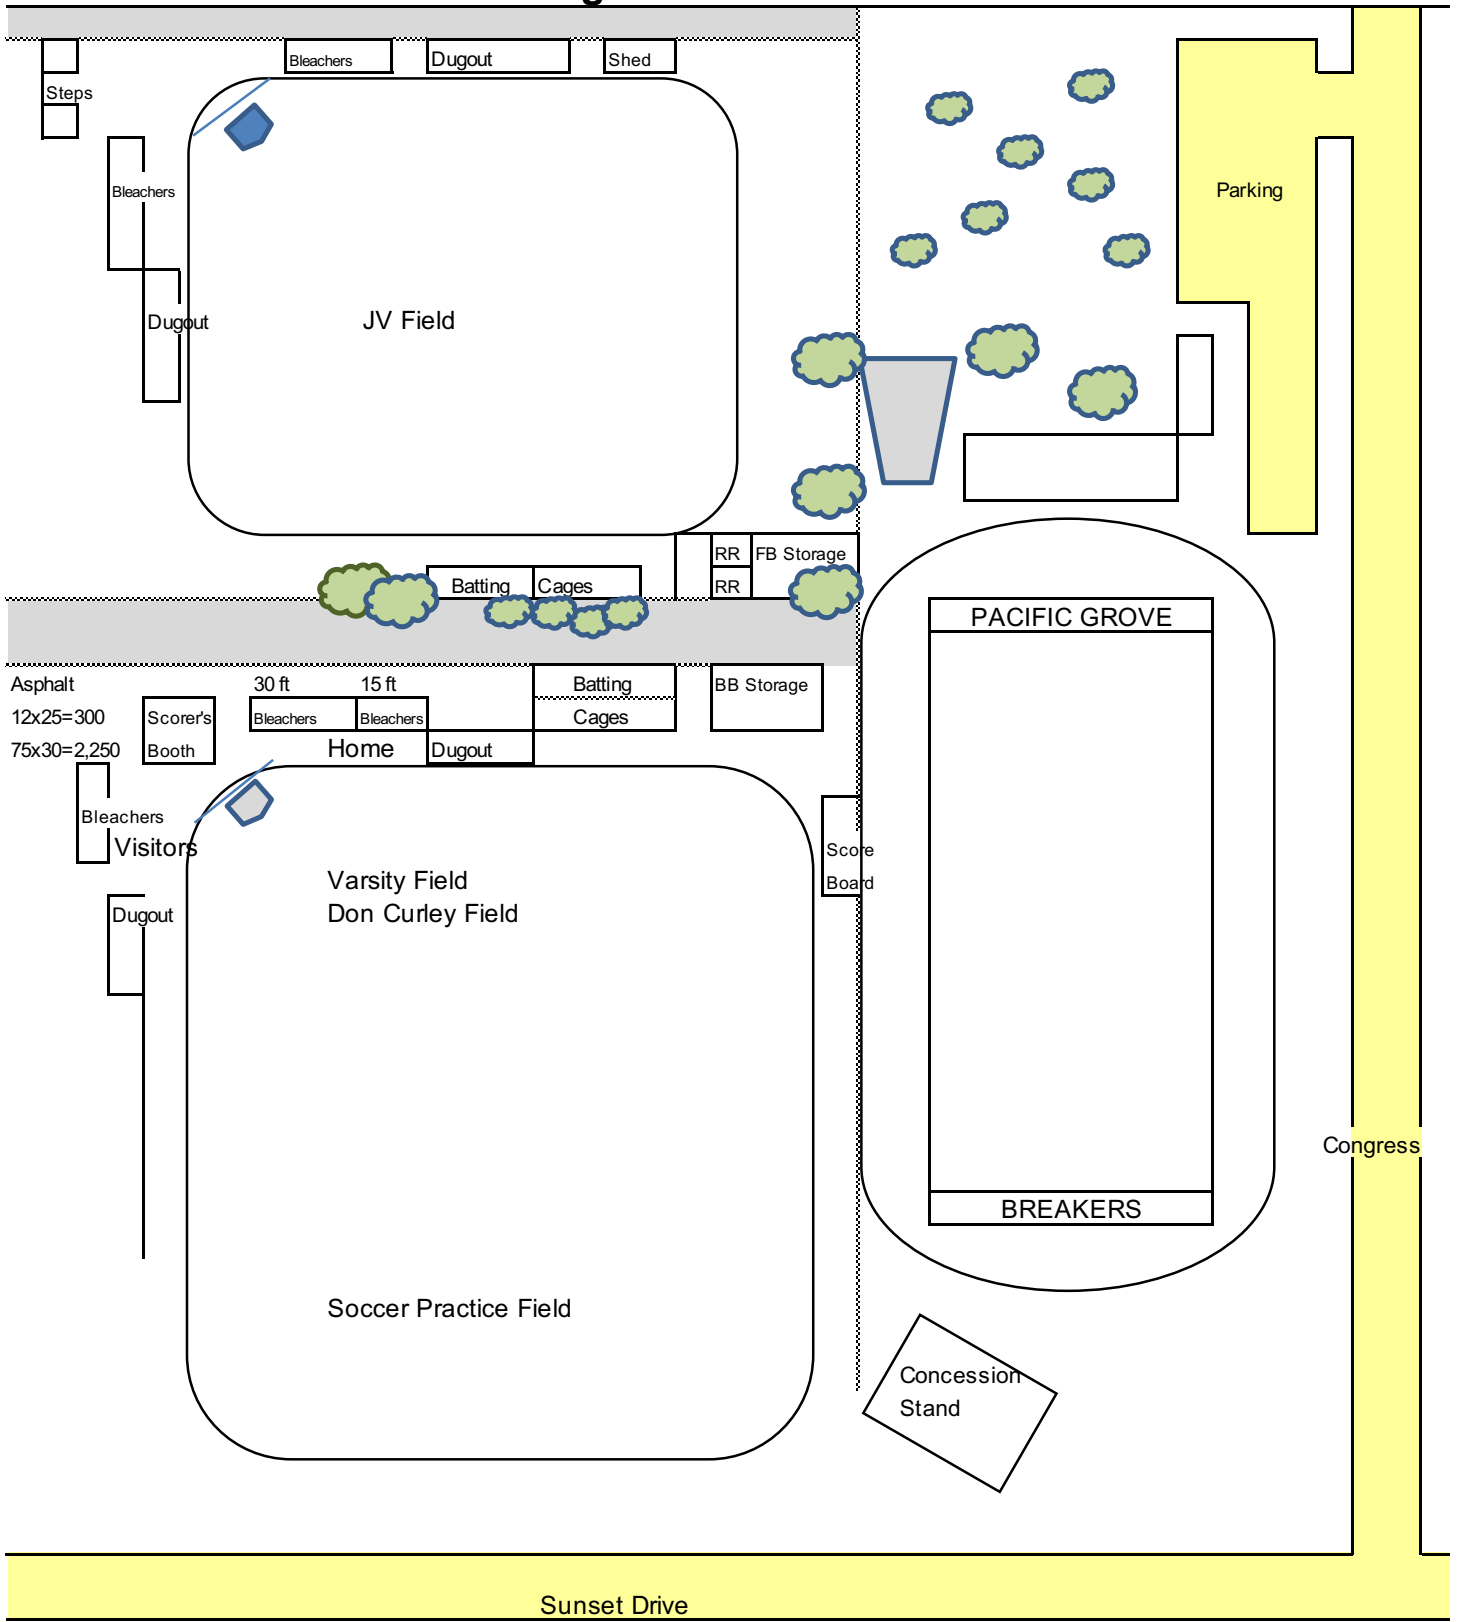 Bleachers
Dugout
Shed
Steps
Bleachers
Parking
Dugout
JV Field
RR
FB Storage
RR
Batting
Cages
PACIFIC GROVE
Asphalt
30 ft
15 ft
Batting
BB Storage
12x25=300
Scorer's
Bleachers
Bleachers
Cages
75x30=2,250
Booth
Home
Dugout
Bleachers
Visitors
Score
Board
Varsity Field
Don Curley Field
Dugout
Congress
BREAKERS
Soccer Practice Field
Concession
Stand
Sunset Drive